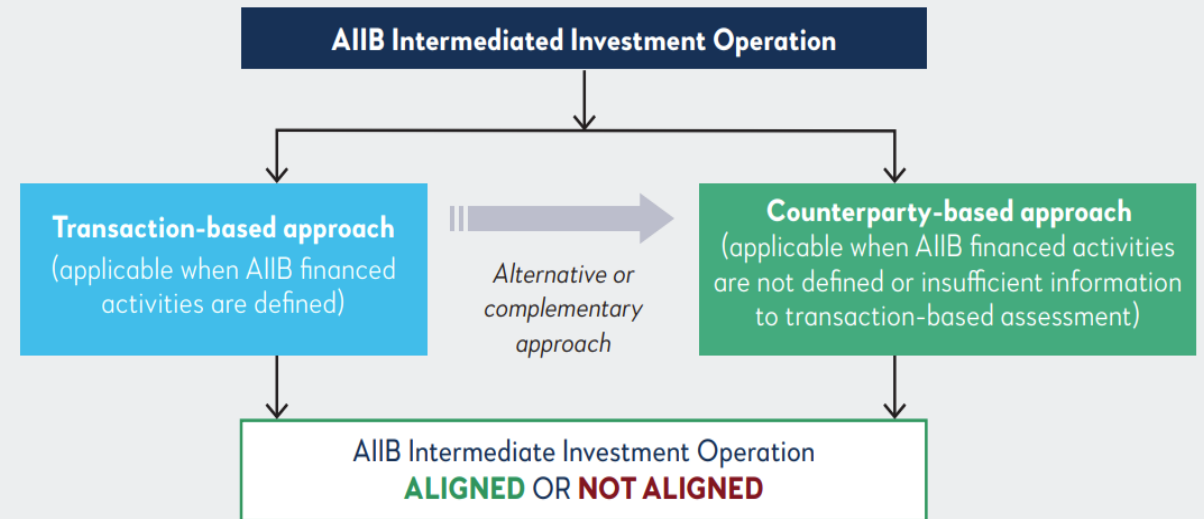 AIIB Intermediated Investment Operation
Transaction-based approach
(applicable when AIIB financed
activities are defined)
Alternative or
complementary
approach
Counterparty-based approach
(applicable when AIIB financed activities
are not defined or insufficient information
to transaction-based assessment)
AIIB Intermediate Investment Operation
ALIGNED OR NOT ALIGNED